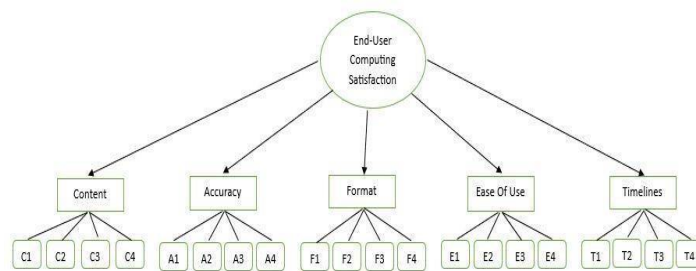 End-User
Computing
Satisfaction
Content
Accuracy
Format
Ease Of Use
Timelines
C1 C2 C3 C4
A1 A2 A3 A4
F1 F2 F3 F4
E1 E2 E3 E4
T1 T2 T3 T4